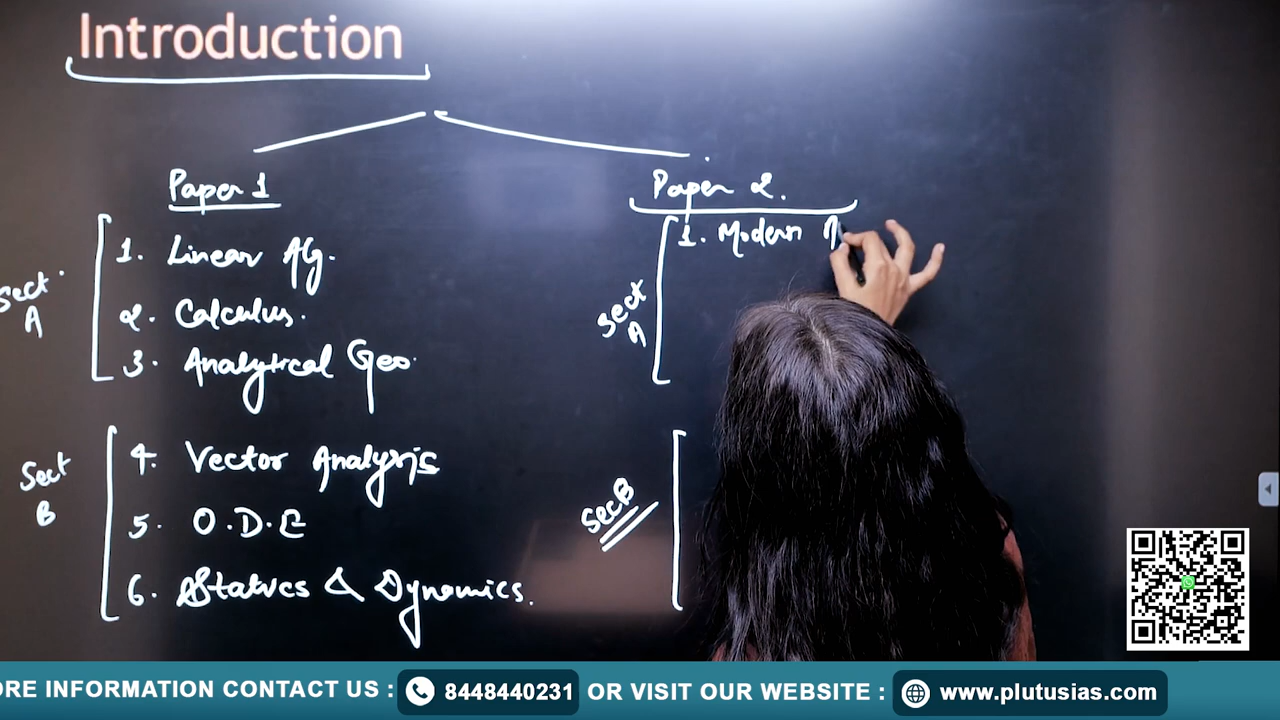 Introduction
Paper 1
Sect A
1. Linear Alg.
2. Calculus.
3. Analytical Geo.
Sect B
4. Vector Analysis
5. O.D.E
6. Statics & Dynamics.
Paper 2.
Sect A
1. Modern
Sec B
ORE INFORMATION CONTACT US : 8448440231 OR VISIT OUR WEBSITE : www.plutusias.com